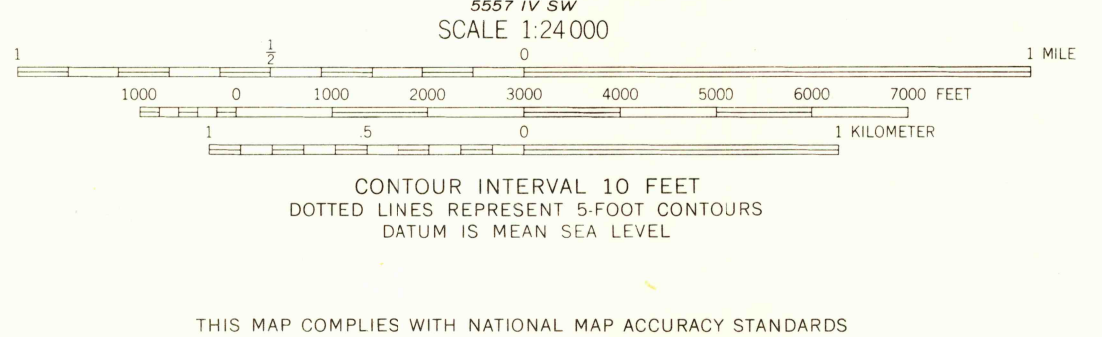 5557 IV SW
SCALE 1:24 000
1 1/2 0 1 MILE
1000 0 1000 2000 3000 4000 5000 6000 7000 FEET
1 .5 0 1 KILOMETER
CONTOUR INTERVAL 10 FEET
DOTTED LINES REPRESENT 5-FOOT CONTOURS
DATUM IS MEAN SEA LEVEL
THIS MAP COMPLIES WITH NATIONAL MAP ACCURACY STANDARDS